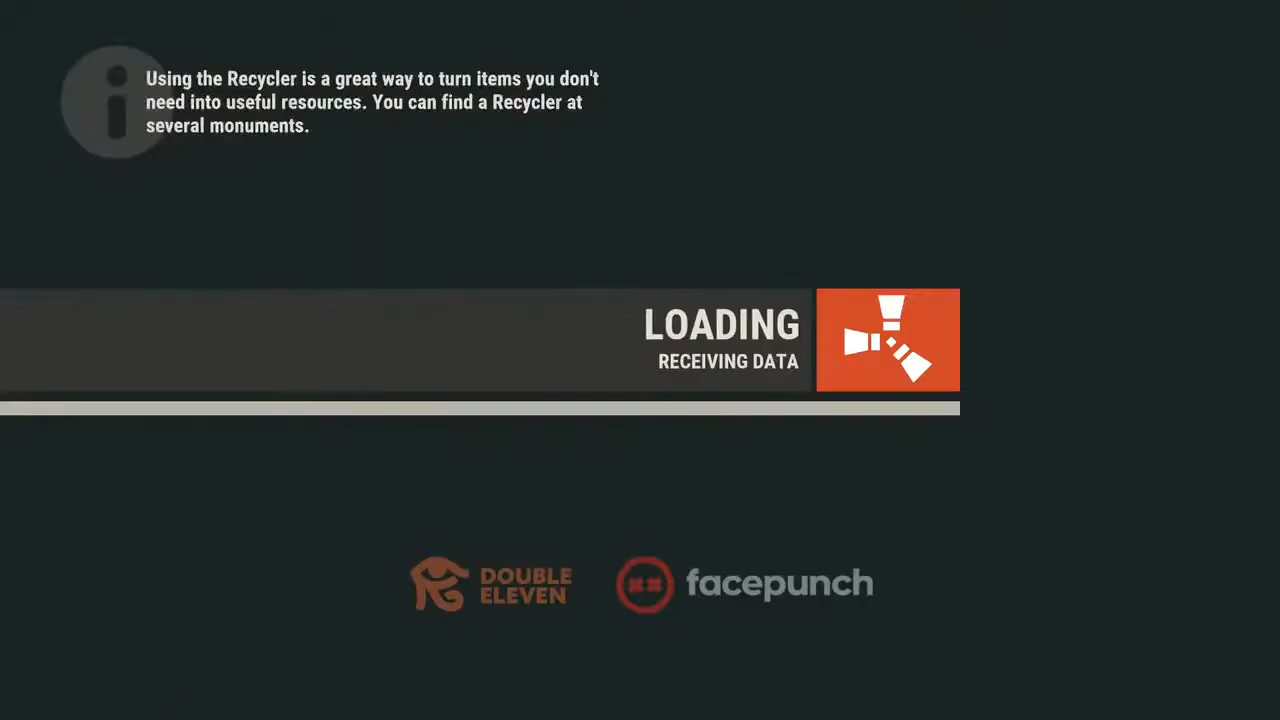 Using the Recycler is a great way to turn items you don't
need into useful resources. You can find a Recycler at
several monuments.
LOADING
RECEIVING DATA
DOUBLE
ELEVEN
facepunch